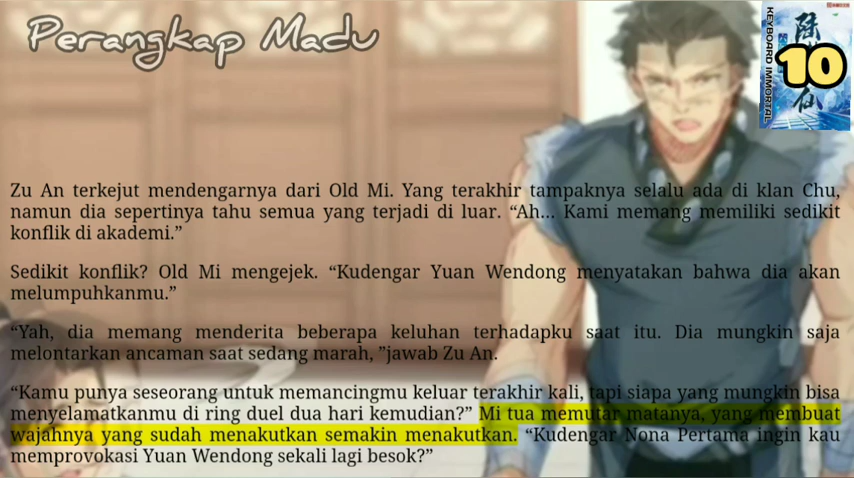 Perangkap Madu
KEYBOARD IMMORTAL
10
Zu An terkejut mendengarnya dari Old Mi. Yang terakhir tampaknya selalu ada di klan Chu,
namun dia sepertinya tahu semua yang terjadi di luar. “Ah... Kami memang memiliki sedikit
konflik di akademi.”
Sedikit konflik? Old Mi mengejek. “Kudengar Yuan Wendong menyatakan bahwa dia akan
melumpuhkanmu.”
“Yah, dia memang menderita beberapa keluhan terhadapku saat itu. Dia mungkin saja
melontarkan ancaman saat sedang marah, ”jawab Zu An.
“Kamu punya seseorang untuk memancingmu keluar terakhir kali, tapi siapa yang mungkin bisa
menyelamatkanmu di ring duel dua hari kemudian?” Mi tua memutar matanya, yang membuat
wajahnya yang sudah menakutkan semakin menakutkan. “Kudengar Nona Pertama ingin kau
memprovokasi Yuan Wendong sekali lagi besok?”